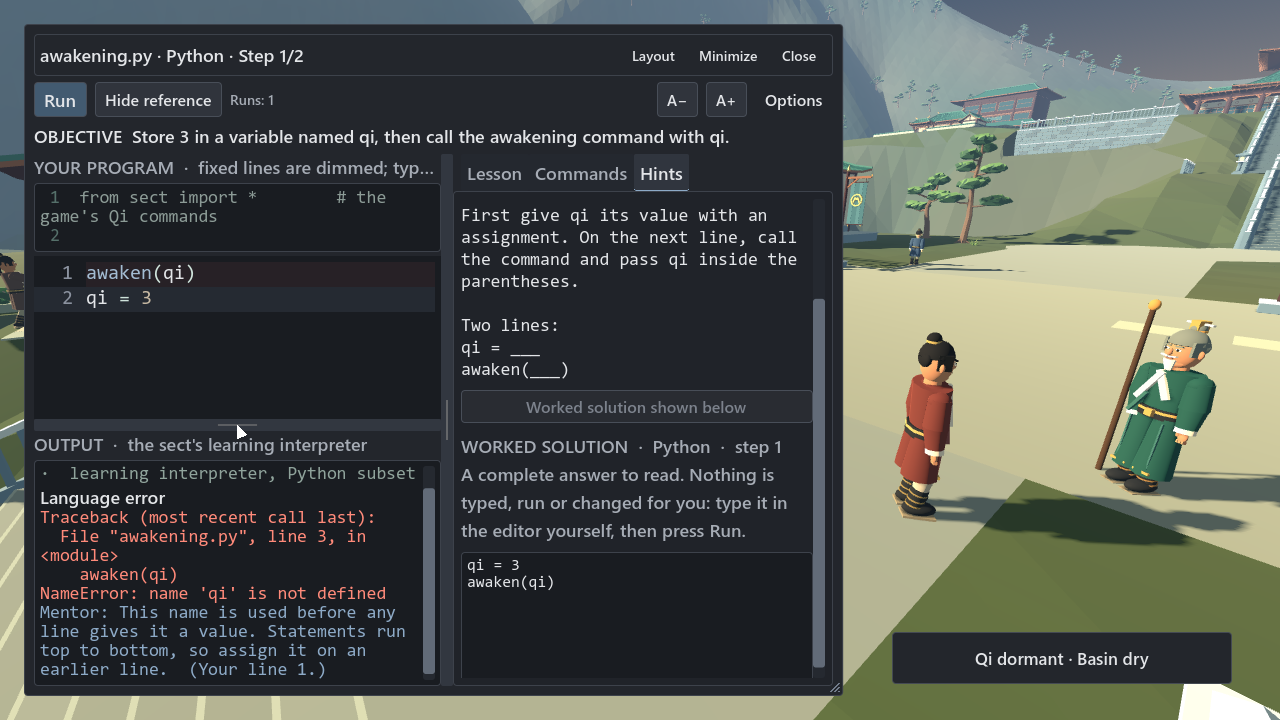 awakening.py · Python · Step 1/2
Layout
Minimize
Close
Run
Hide reference
Runs: 1
A−
A+
Options
OBJECTIVE Store 3 in a variable named qi, then call the awakening command with qi.
YOUR PROGRAM · fixed lines are dimmed; typ...
1 from sect import * # the
game's Qi commands
2
1 awaken(qi)
2 qi = 3
OUTPUT · the sect's learning interpreter
· learning interpreter, Python subset
Language error
Traceback (most recent call last):
File "awakening.py", line 3, in
<module>
awaken(qi)
NameError: name 'qi' is not defined
Mentor: This name is used before any
line gives it a value. Statements run
top to bottom, so assign it on an
earlier line. (Your line 1.)
Lesson
Commands
Hints
First give qi its value with an
assignment. On the next line, call
the command and pass qi inside the
parentheses.
Two lines:
qi = ___
awaken(___)
Worked solution shown below
WORKED SOLUTION · Python · step 1
A complete answer to read. Nothing is
typed, run or changed for you: type it in
the editor yourself, then press Run.
qi = 3
awaken(qi)
Qi dormant · Basin dry